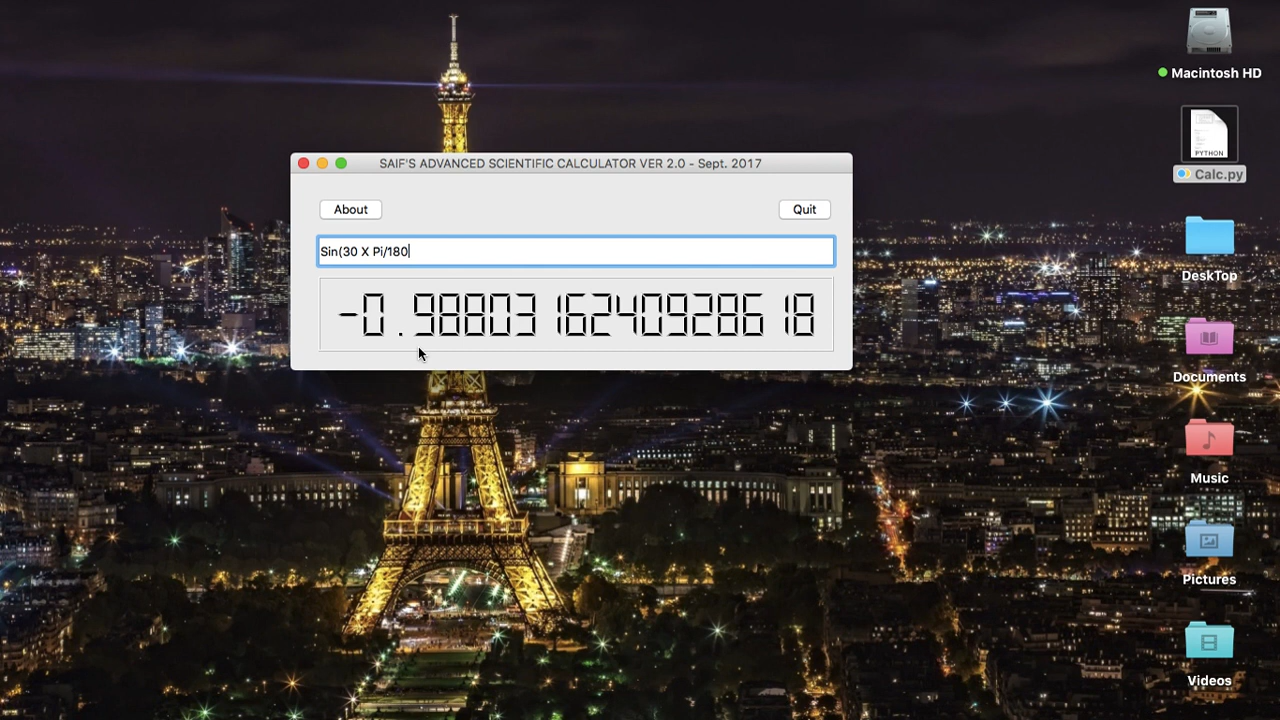 Macintosh HD
PYTHON
Calc.py
SAIF'S ADVANCED SCIENTIFIC CALCULATOR VER 2.0 - Sept. 2017
About
Quit
Sin(30 X Pi/180
-0.9880316240928618
DeskTop
Documents
Music
Pictures
Videos